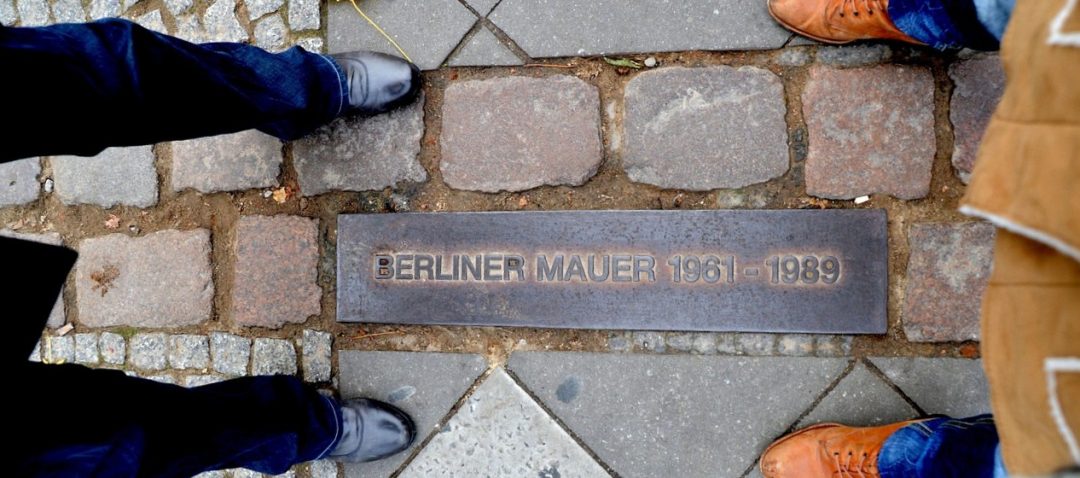 BERLINER MAUER 1961 - 1989